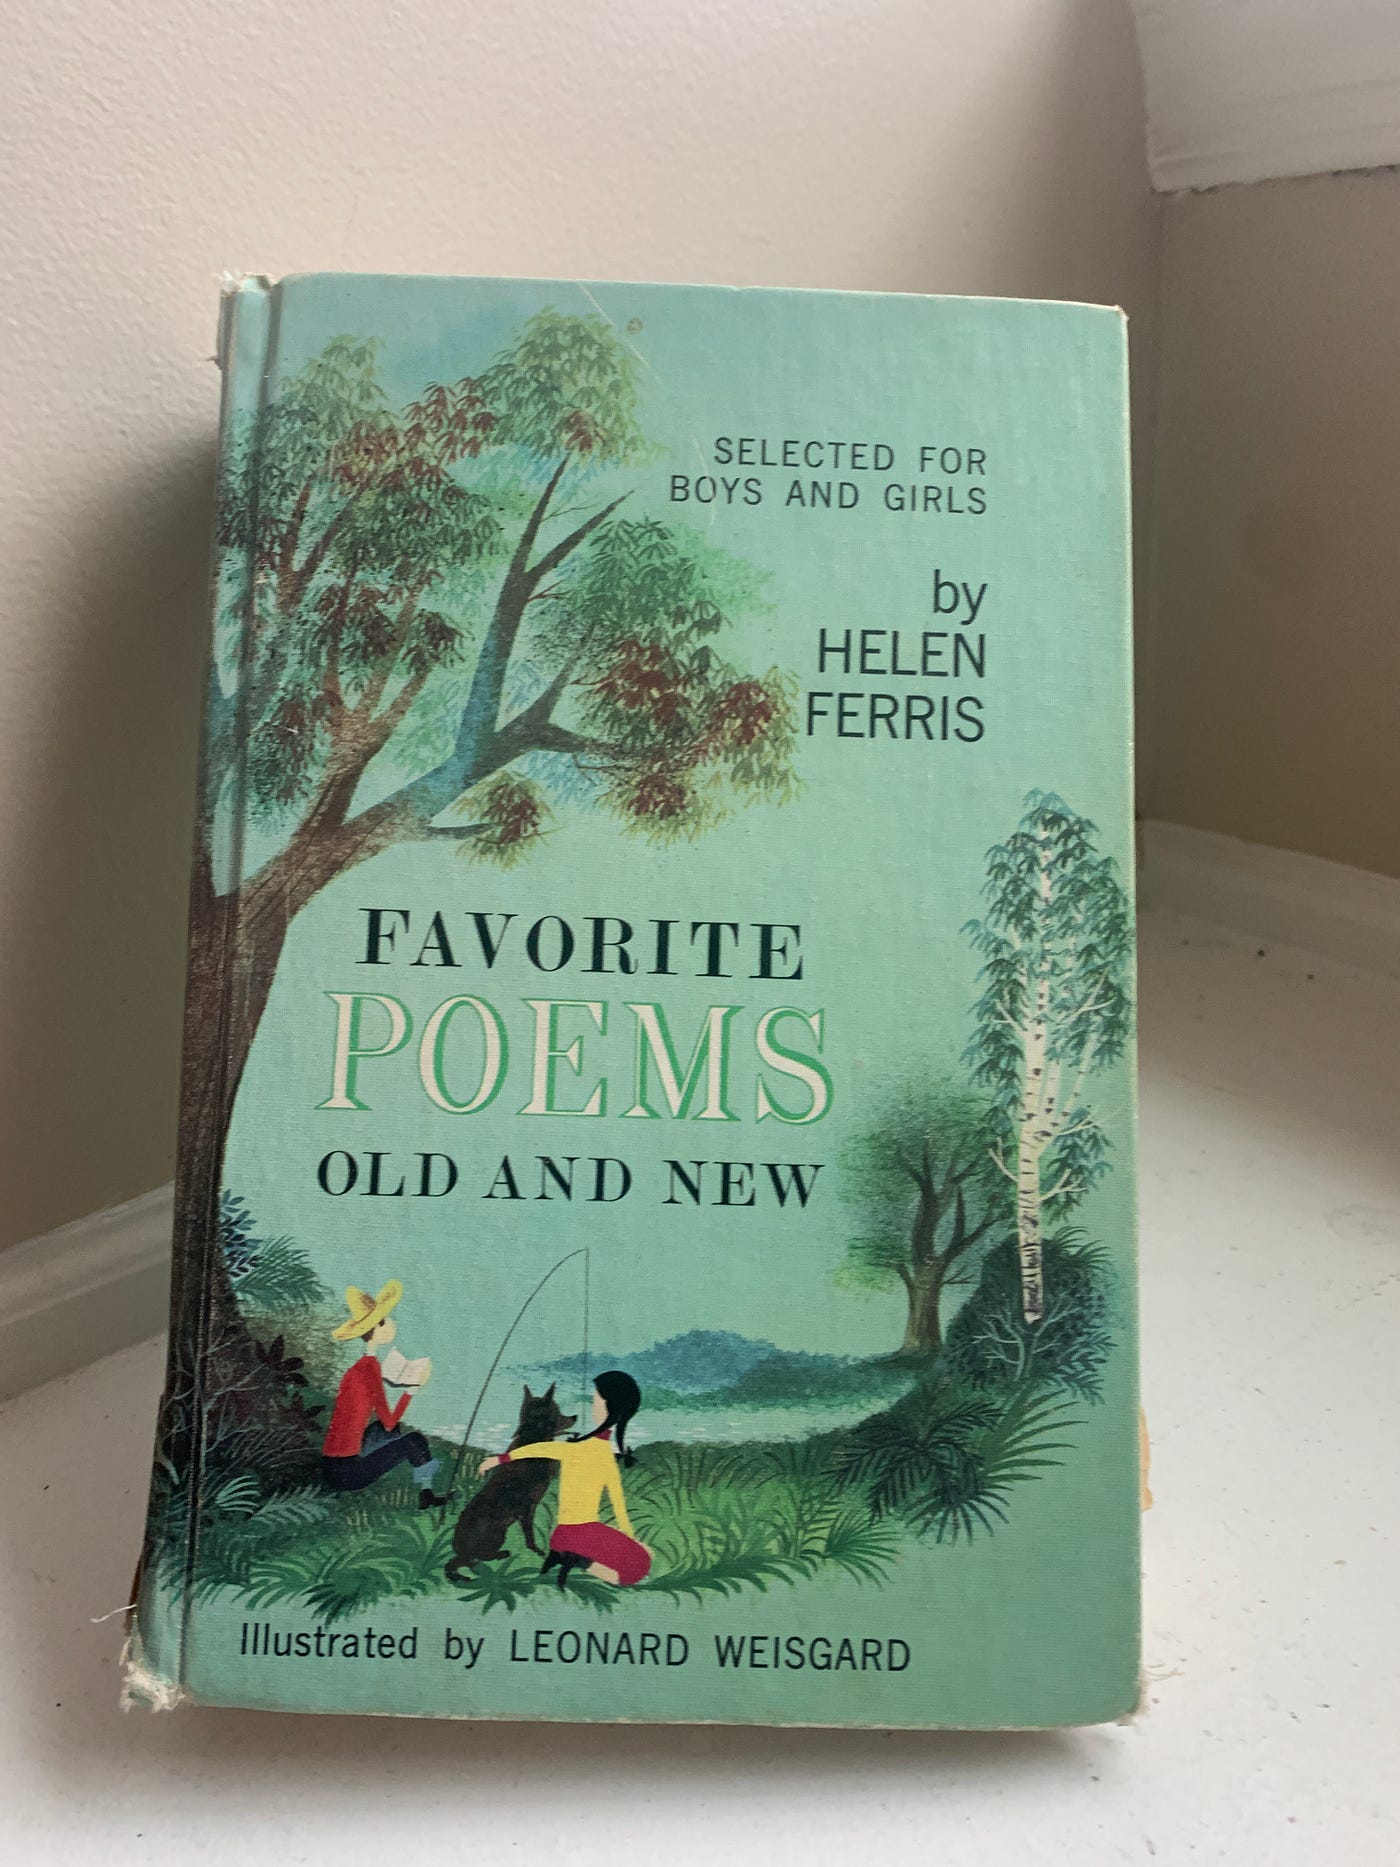 SELECTED FOR
BOYS AND GIRLS
by
HELEN
FERRIS
FAVORITE
POEMS
OLD AND NEW
Illustrated by LEONARD WEISGARD